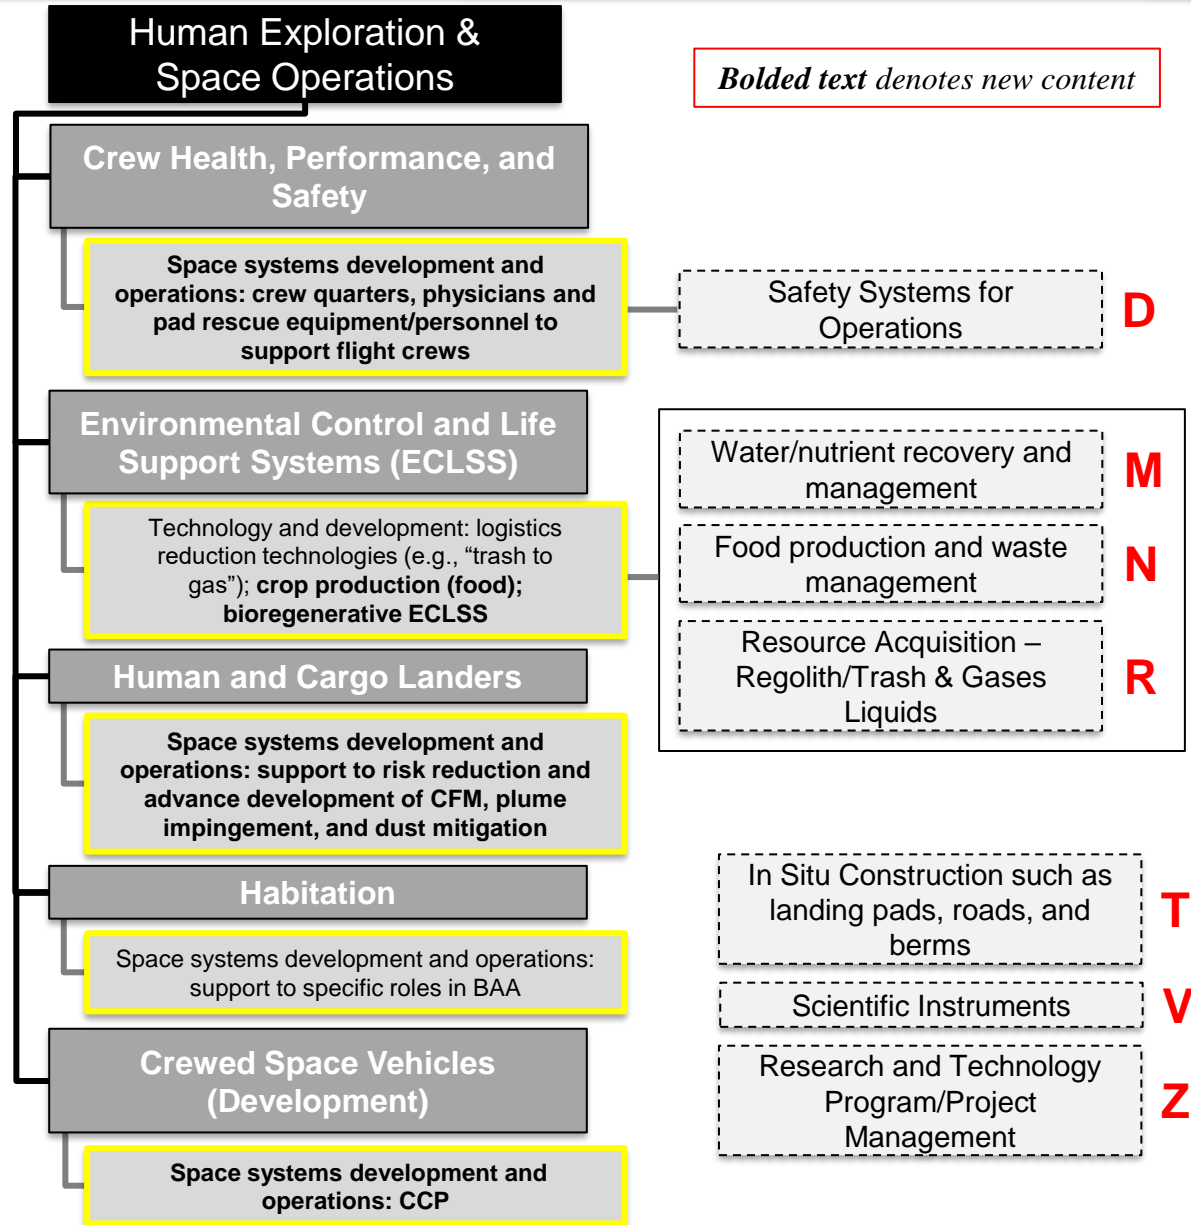 Human Exploration &
Space Operations
Bolded text denotes new content
Crew Health, Performance, and
Safety
Space systems development and
operations: crew quarters, physicians and
pad rescue equipment/personnel to
support flight crews
Safety Systems for
Operations
D
Environmental Control and Life
Support Systems (ECLSS)
Technology and development: logistics
reduction technologies (e.g., “trash to
gas”); crop production (food);
bioregenerative ECLSS
Water/nutrient recovery and
management
M
Food production and waste
management
N
Resource Acquisition –
Regolith/Trash & Gases
Liquids
R
Human and Cargo Landers
Space systems development and
operations: support to risk reduction and
advance development of CFM, plume
impingement, and dust mitigation
Habitation
Space systems development and operations:
support to specific roles in BAA
Crewed Space Vehicles
(Development)
Space systems development and
operations: CCP
In Situ Construction such as
landing pads, roads, and
berms
T
Scientific Instruments
V
Research and Technology
Program/Project
Management
Z